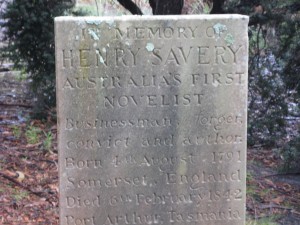 IN MEMORY OF
HENRY SAVERY
AUSTRALIA'S FIRST
NOVELIST
Businessman, forger,
convict and author.
Born 4th August 1791
Somerset, England
Died 6th February 1842
Port Arthur, Tasmania